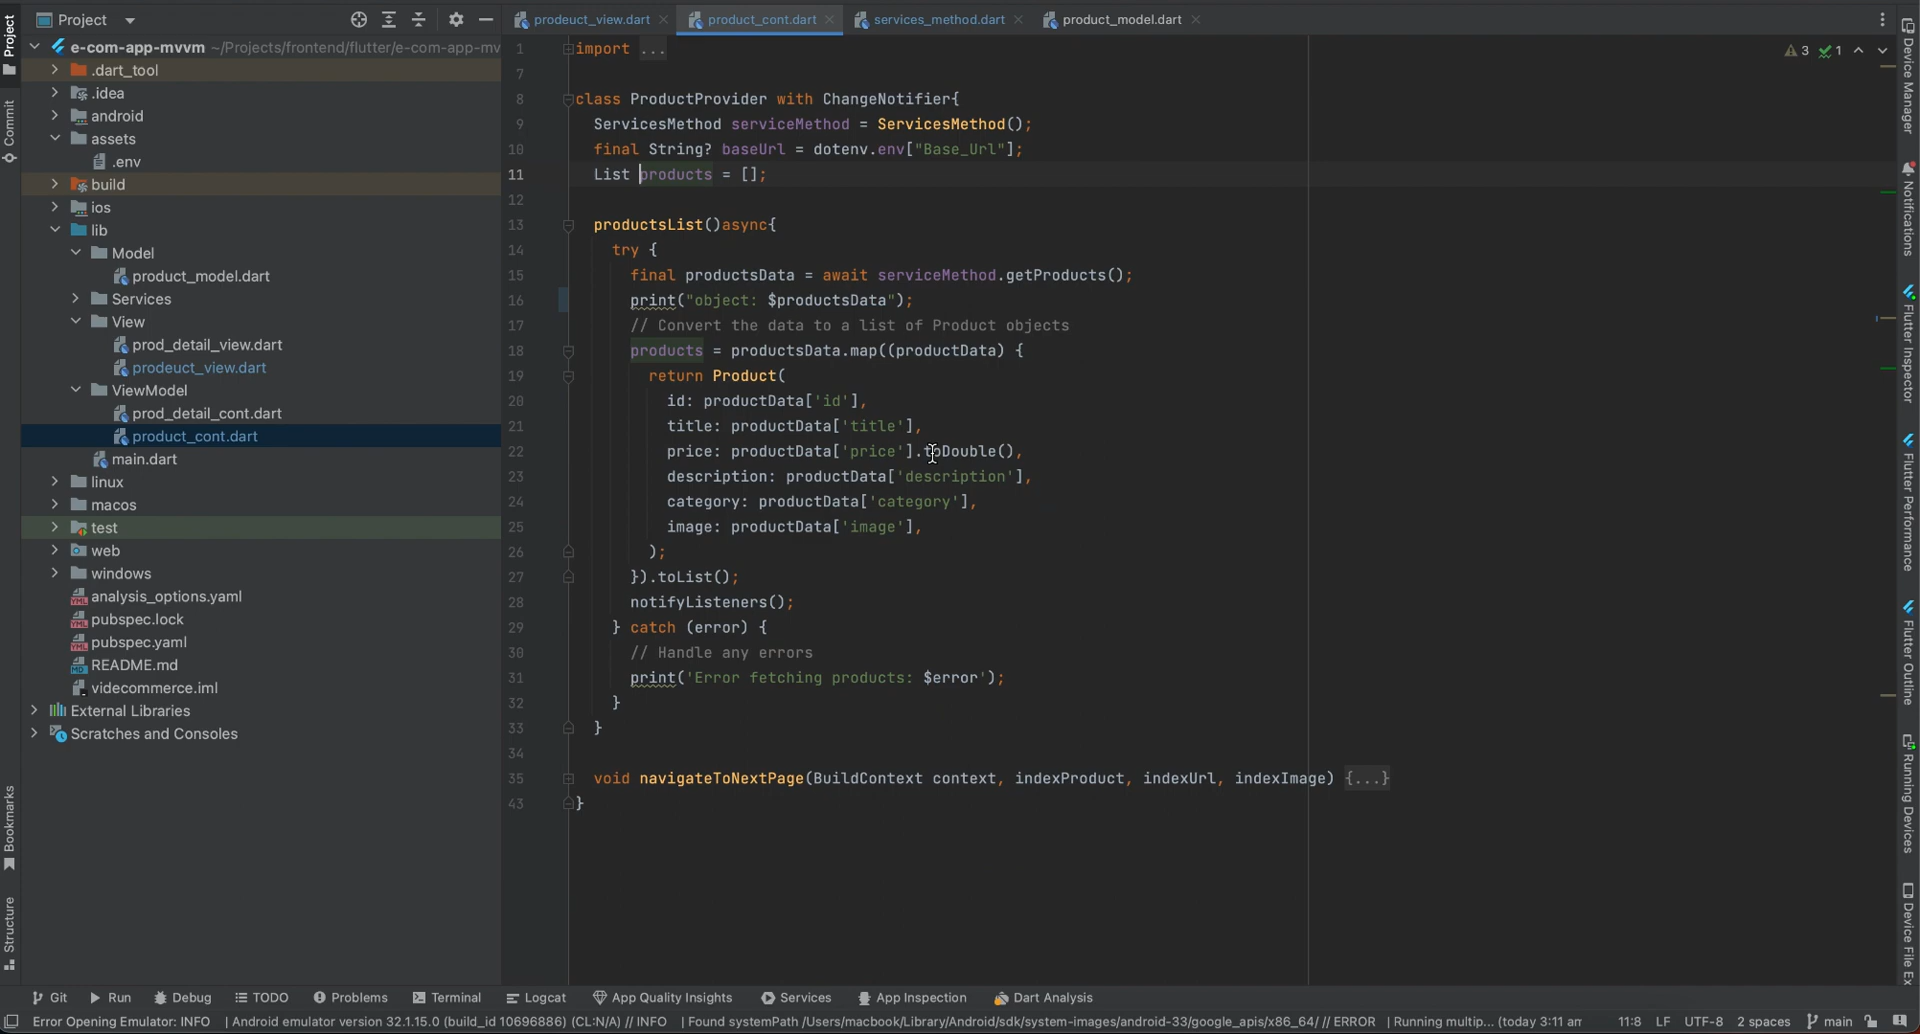 Project
prodeuct_view.dart
product_cont.dart
services_method.dart
product_model.dart
Project
Commit
Bookmarks
Structure
e-com-app-mvvm ~/Projects/frontend/flutter/e-com-app-mv
.dart_tool
.idea
android
assets
.env
build
ios
lib
Model
product_model.dart
Services
View
prod_detail_view.dart
prodeuct_view.dart
ViewModel
prod_detail_cont.dart
product_cont.dart
main.dart
linux
macos
test
web
windows
analysis_options.yaml
pubspec.lock
pubspec.yaml
README.md
videcommerce.iml
External Libraries
Scratches and Consoles
1 import ...
7
8 class ProductProvider with ChangeNotifier{
9 ServicesMethod serviceMethod = ServicesMethod();
10 final String? baseUrl = dotenv.env["Base_Url"];
11 List products = [];
12
13 productsList()async{
14 try {
15 final productsData = await serviceMethod.getProducts();
16 print("object: $productsData");
17 // Convert the data to a list of Product objects
18 products = productsData.map((productData) {
19 return Product(
20 id: productData['id'],
21 title: productData['title'],
22 price: productData['price'].toDouble(),
23 description: productData['description'],
24 category: productData['category'],
25 image: productData['image'],
26 );
27 }).toList();
28 notifyListeners();
29 } catch (error) {
30 // Handle any errors
31 print('Error fetching products: $error');
32 }
33 }
34
35 void navigateToNextPage(BuildContext context, indexProduct, indexUrl, indexImage) {...}
43 }
3 1
Device Manager
Notifications
Flutter Inspector
Flutter Performance
Flutter Outline
Running Devices
Device File Ex
Git Run Debug TODO Problems Terminal Logcat App Quality Insights Services App Inspection Dart Analysis
Error Opening Emulator: INFO | Android emulator version 32.1.15.0 (build_id 10696886) (CL:N/A) // INFO | Found systemPath /Users/macbook/Library/Android/sdk/system-images/android-33/google_apis/x86_64/ // ERROR | Running multip... (today 3:11 am 11:8 LF UTF-8 2 spaces main